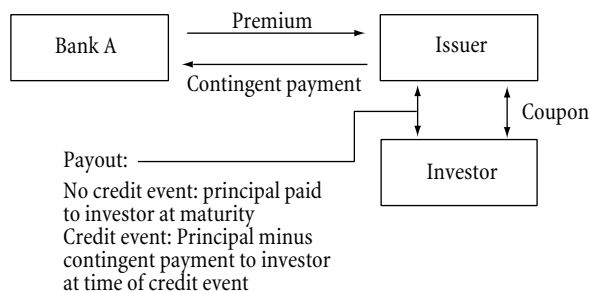 Premium
Bank A
Issuer
Contingent payment
Coupon
Payout:
Investor
No credit event: principal paid
to investor at maturity
Credit event: Principal minus
contingent payment to investor
at time of credit event